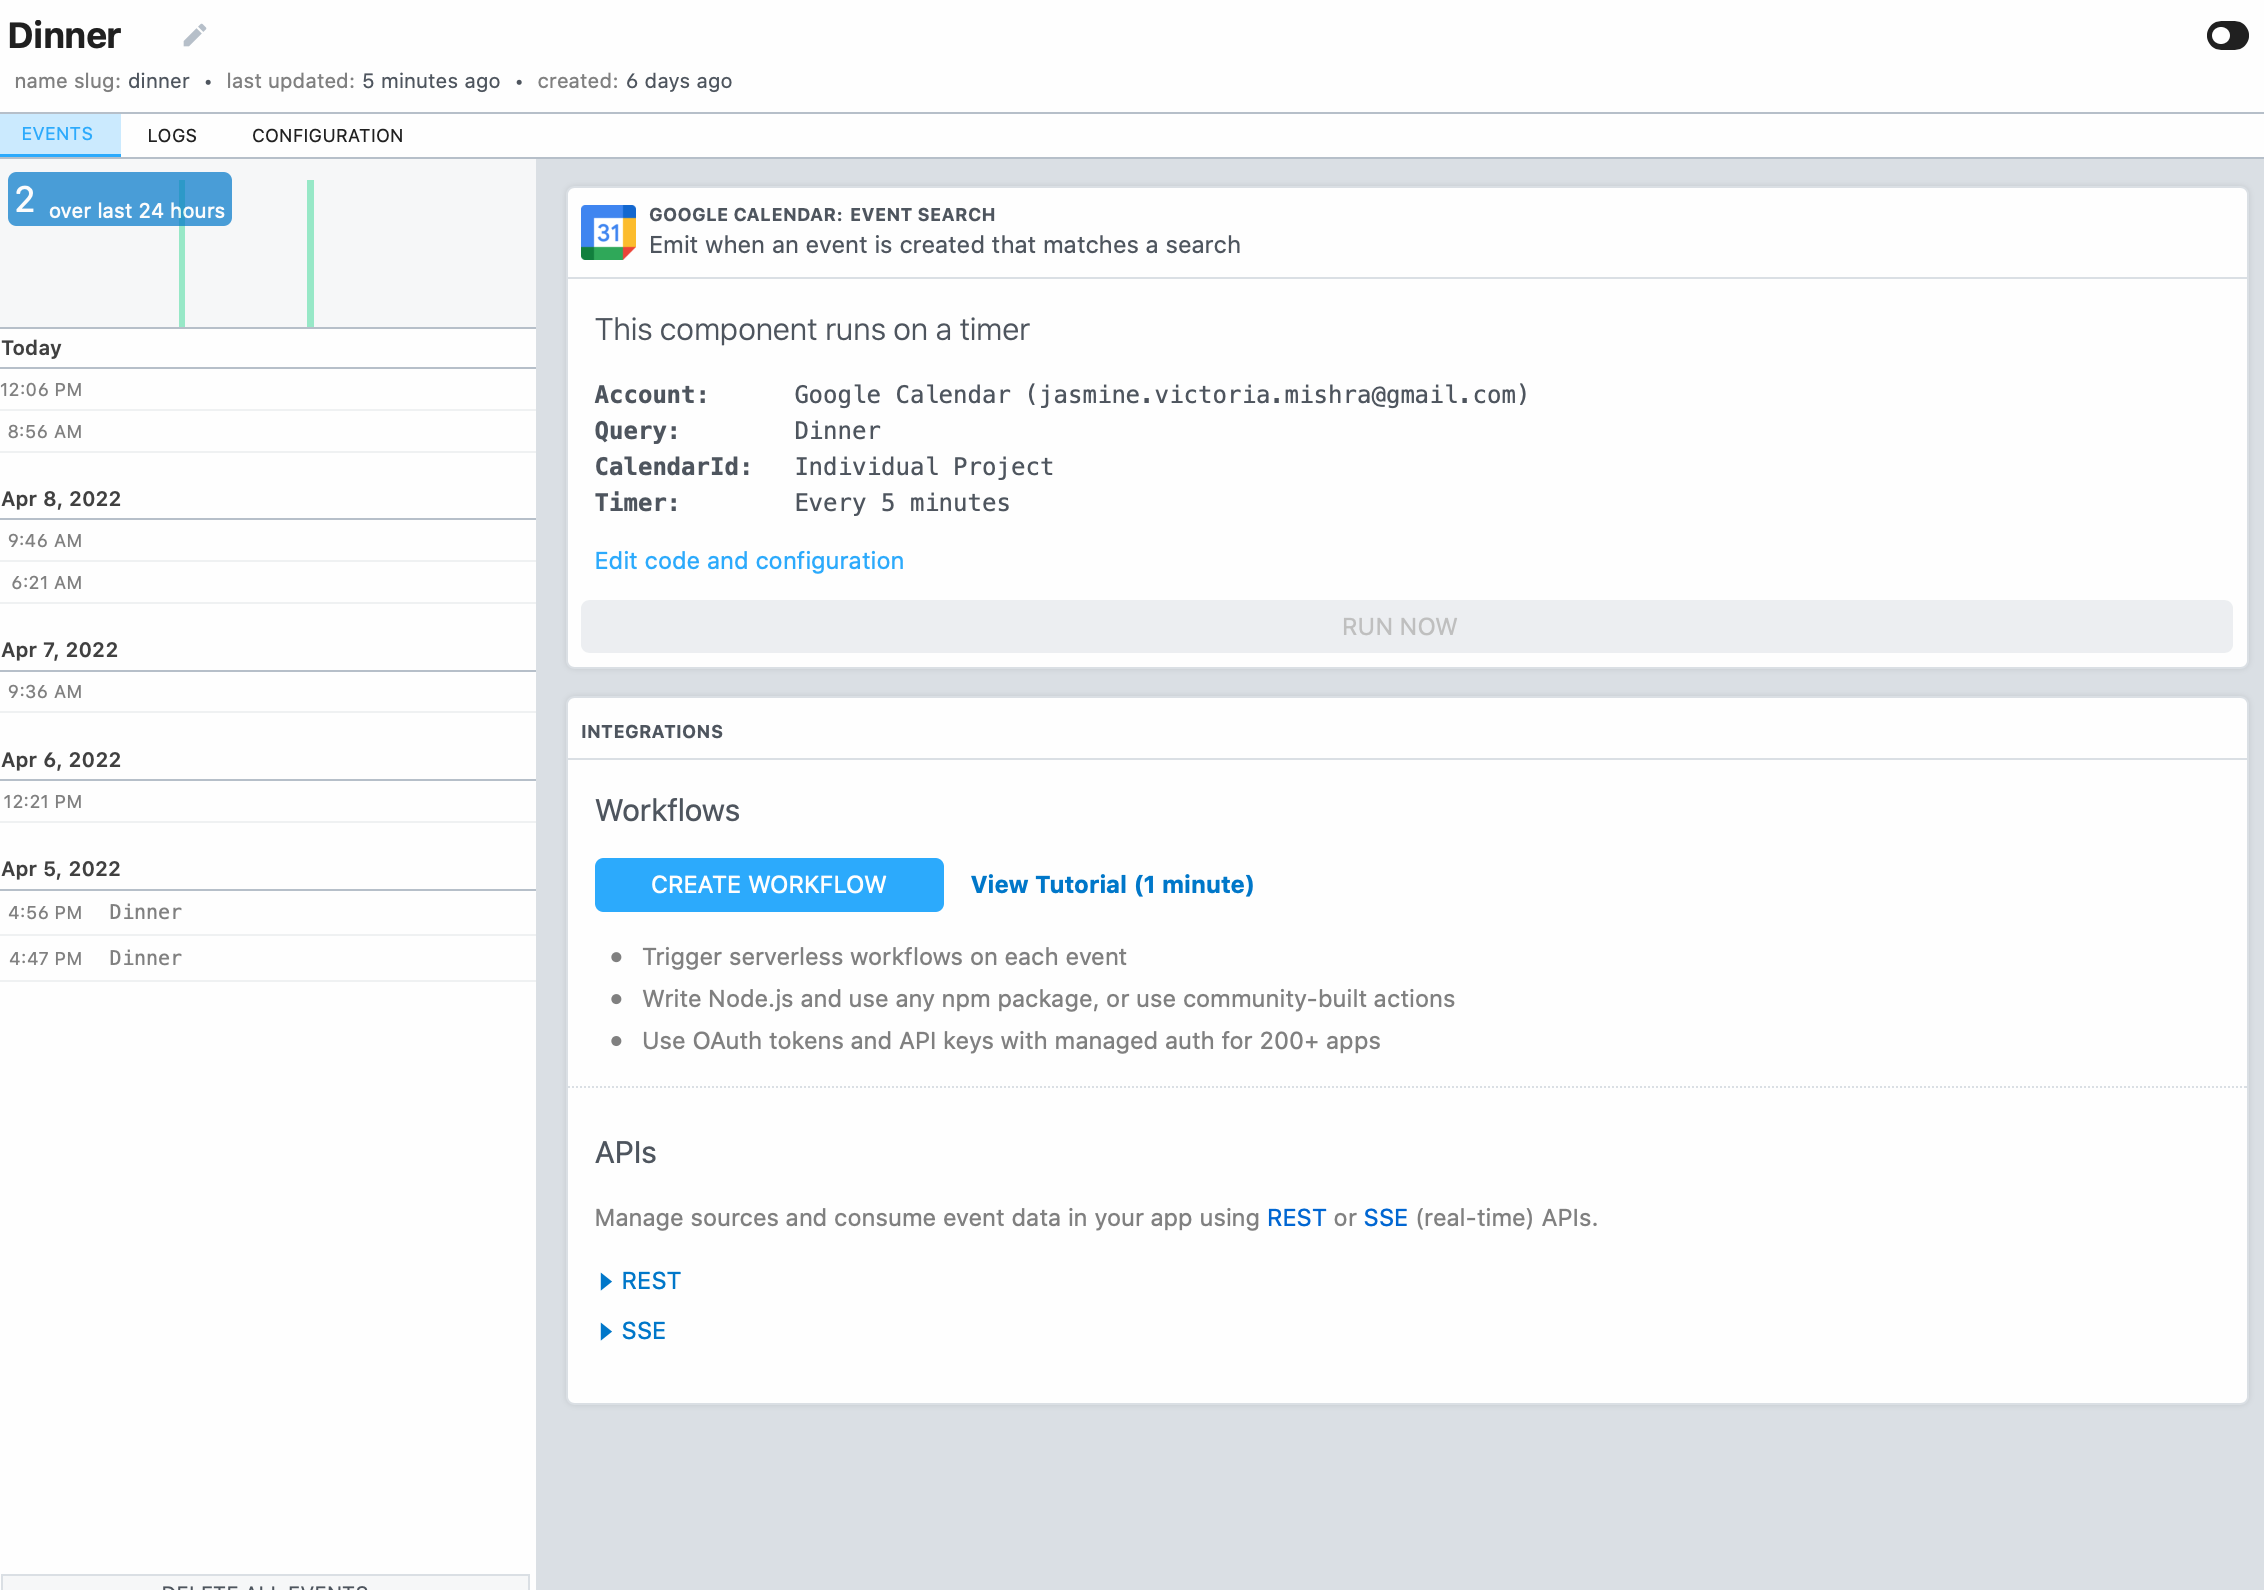 Dinner
name slug: dinner • last updated: 5 minutes ago • created: 6 days ago
EVENTS LOGS CONFIGURATION
2 over last 24 hours
Today
12:06 PM
8:56 AM
Apr 8, 2022
9:46 AM
6:21 AM
Apr 7, 2022
9:36 AM
Apr 6, 2022
12:21 PM
Apr 5, 2022
4:56 PM Dinner
4:47 PM Dinner
DELETE ALL EVENTS
31
GOOGLE CALENDAR: EVENT SEARCH
Emit when an event is created that matches a search
This component runs on a timer
Account: Google Calendar (jasmine.victoria.mishra@gmail.com)
Query: Dinner
CalendarId: Individual Project
Timer: Every 5 minutes
Edit code and configuration
RUN NOW
INTEGRATIONS
Workflows
CREATE WORKFLOW View Tutorial (1 minute)
• Trigger serverless workflows on each event
• Write Node.js and use any npm package, or use community-built actions
• Use OAuth tokens and API keys with managed auth for 200+ apps
APIs
Manage sources and consume event data in your app using REST or SSE (real-time) APIs.
REST
SSE